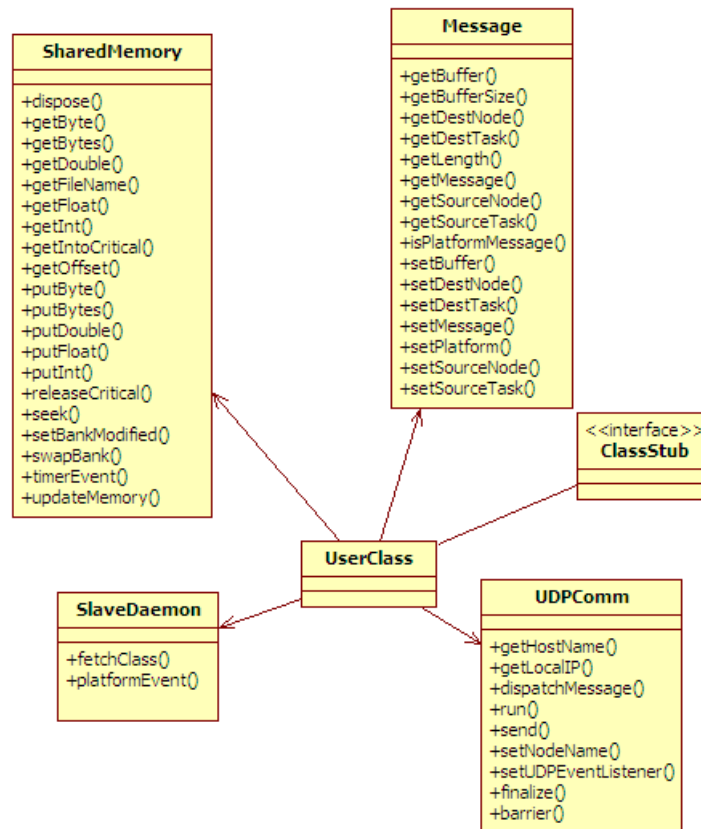 SharedMemory
+dispose()
+getByte()
+getBytes()
+getDouble()
+getFileName()
+getFloat()
+getInt()
+getIntoCritical()
+getOffset()
+putByte()
+putBytes()
+putDouble()
+putFloat()
+putInt()
+releaseCritical()
+seek()
+setBankModified()
+swapBank()
+timerEvent()
+updateMemory()
Message
+getBuffer()
+getBufferSize()
+getDestNode()
+getDestTask()
+getLength()
+getMessage()
+getSourceNode()
+getSourceTask()
+isPlatformMessage()
+setBuffer()
+setDestNode()
+setDestTask()
+setMessage()
+setPlatform()
+setSourceNode()
+setSourceTask()
<<interface>>
ClassStub
UserClass
SlaveDaemon
+fetchClass()
+platformEvent()
UDPComm
+getHostName()
+getLocalIP()
+dispatchMessage()
+run()
+send()
+setNodeName()
+setUDPEventListener()
+finalize()
+barrier()